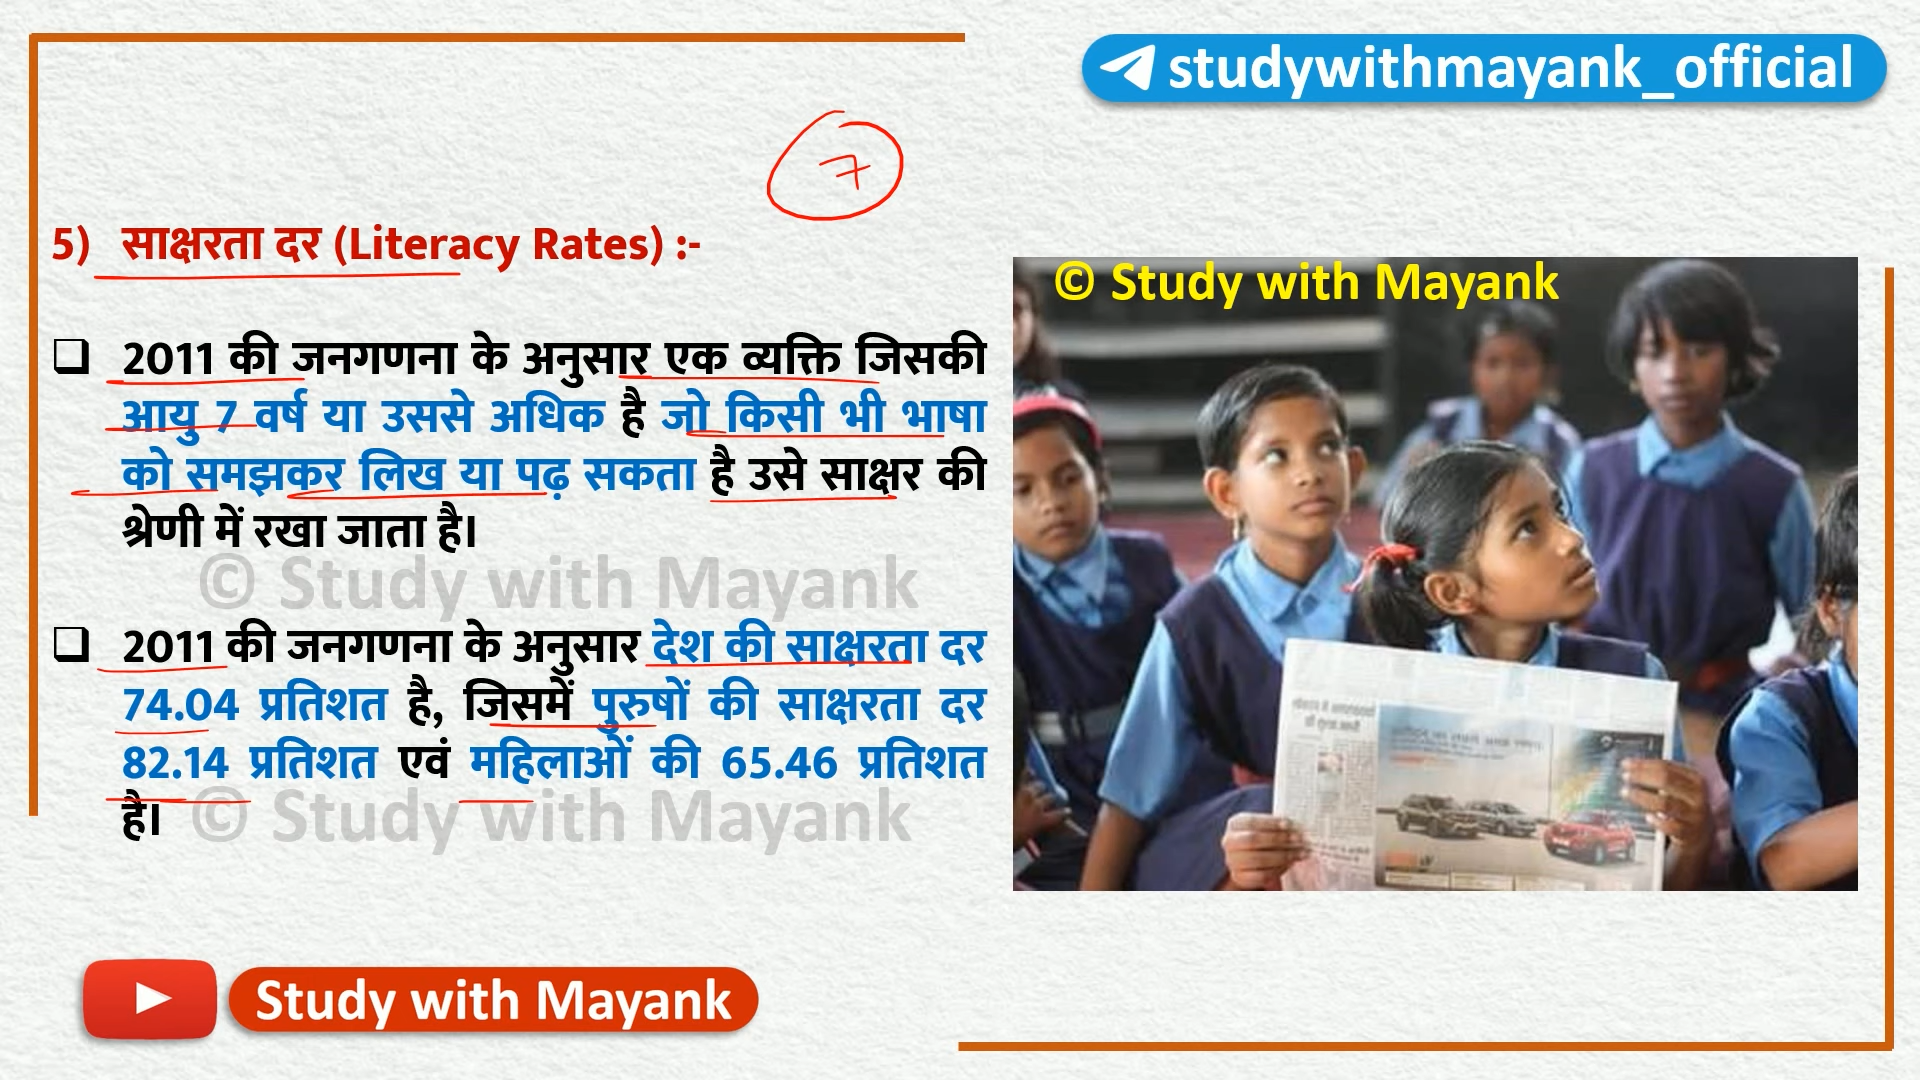 studywithmayank_official
7
5) साक्षरता दर (Literacy Rates) :-
© Study with Mayank
2011 की जनगणना के अनुसार एक व्यक्ति जिसकी
आयु 7 वर्ष या उससे अधिक है जो किसी भी भाषा
को समझकर लिख या पढ़ सकता है उसे साक्षर की
श्रेणी में रखा जाता है।
© Study with Mayank
2011 की जनगणना के अनुसार देश की साक्षरता दर
74.04 प्रतिशत है, जिसमें पुरुषों की साक्षरता दर
82.14 प्रतिशत एवं महिलाओं की 65.46 प्रतिशत
है।
© Study with Mayank
Study with Mayank